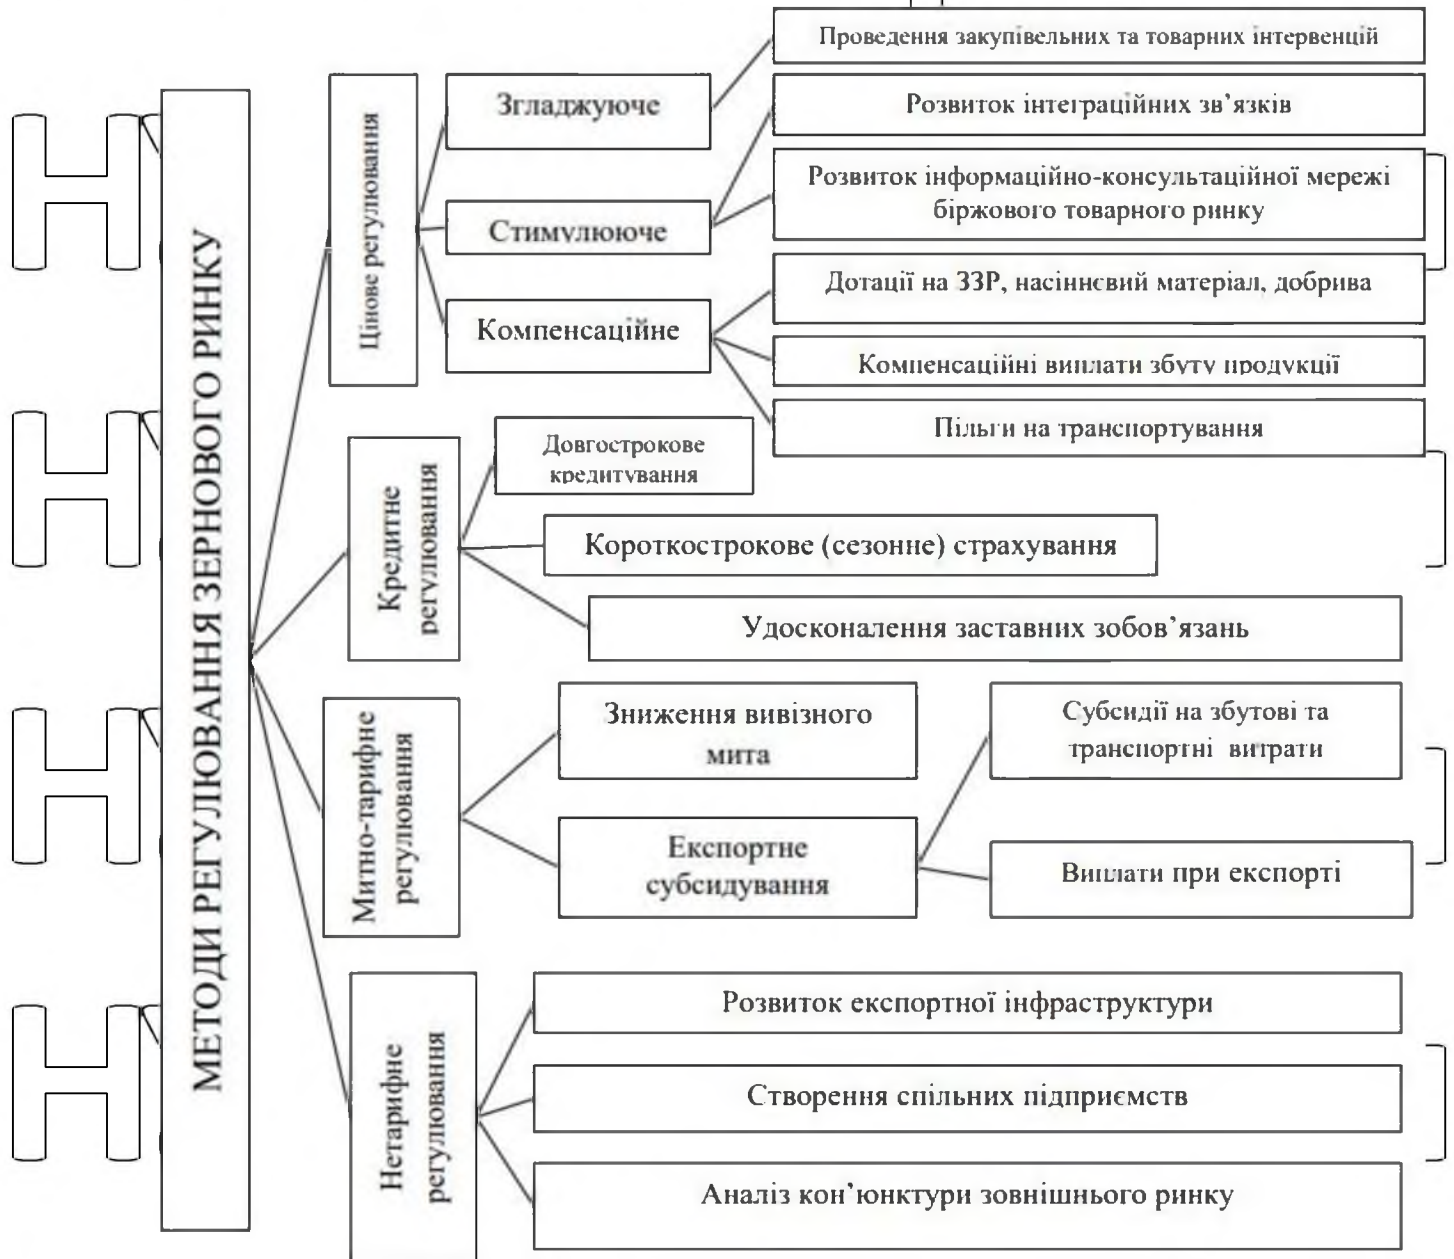 МЕТОДИ РЕГУЛЮВАННЯ ЗЕРНОВОГО РИНКУ
Цінове регулювання
Згладжуюче
Проведення закупівельних та товарних інтервенцій
Стимулююче
Розвиток інтеграційних зв’язків
Розвиток інформаційно-консультаційної мережі
біржового товарного ринку
Компенсаційне
Дотації на ЗЗР, насіннєвий матеріал, добрива
Компенсаційні виплати збуту продукції
Пільги на транспортування
Кредитне
регулювання
Довгострокове
кредитування
Короткострокове (сезонне) страхування
Удосконалення заставних зобов’язань
Митно-тарифне
регулювання
Зниження вивізного
мита
Експортне
субсидування
Субсидії на збутові та
транспортні витрати
Виплати при експорті
Нетарифне
регулювання
Розвиток експортної інфраструктури
Створення спільних підприємств
Аналіз кон’юнктури зовнішнього ринку
Н
Н
Н
Н